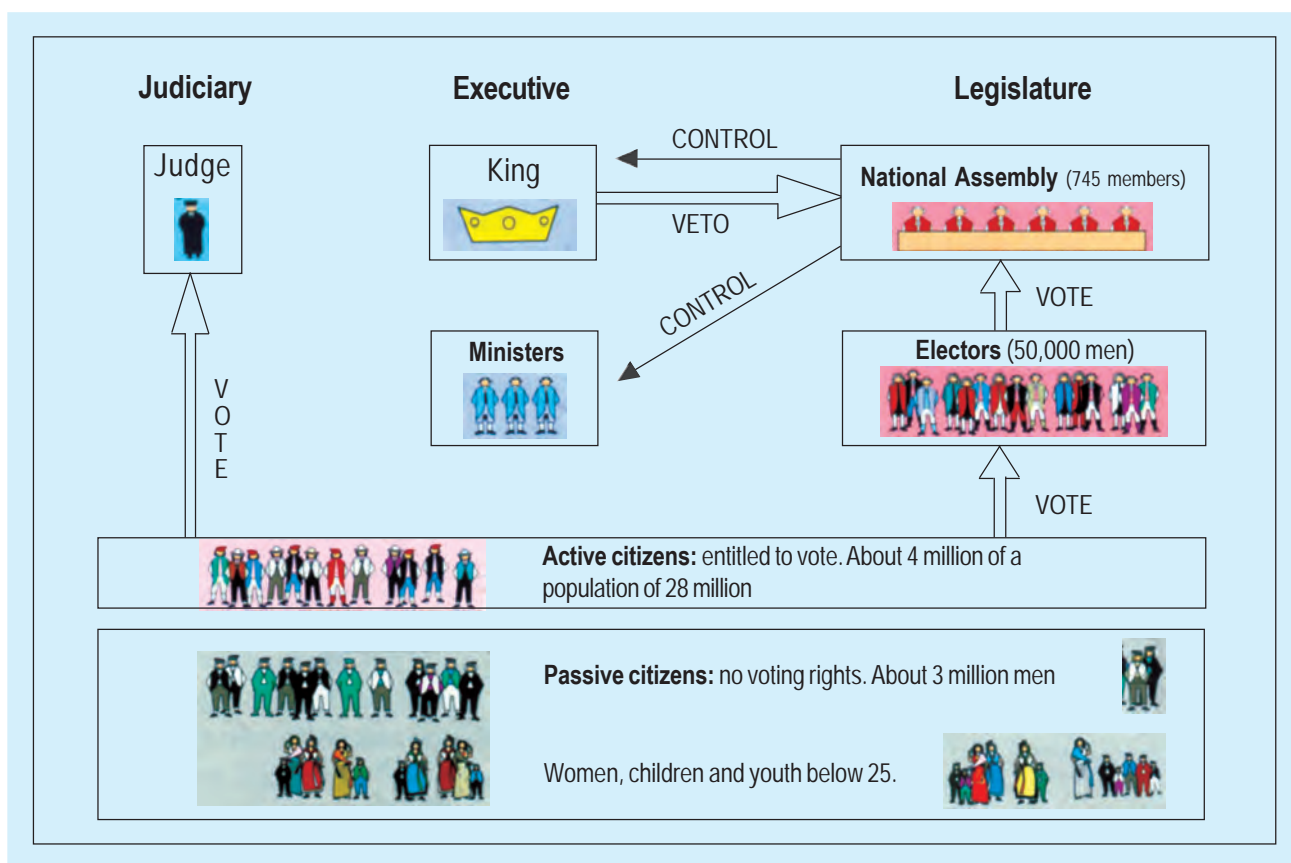 Judiciary
Executive
Legislature
Judge
King
CONTROL
VETO
National Assembly (745 members)
CONTROL
VOTE
Ministers
Electors (50,000 men)
VOTE
VOTE
Active citizens: entitled to vote. About 4 million of a
population of 28 million
Passive citizens: no voting rights. About 3 million men
Women, children and youth below 25.